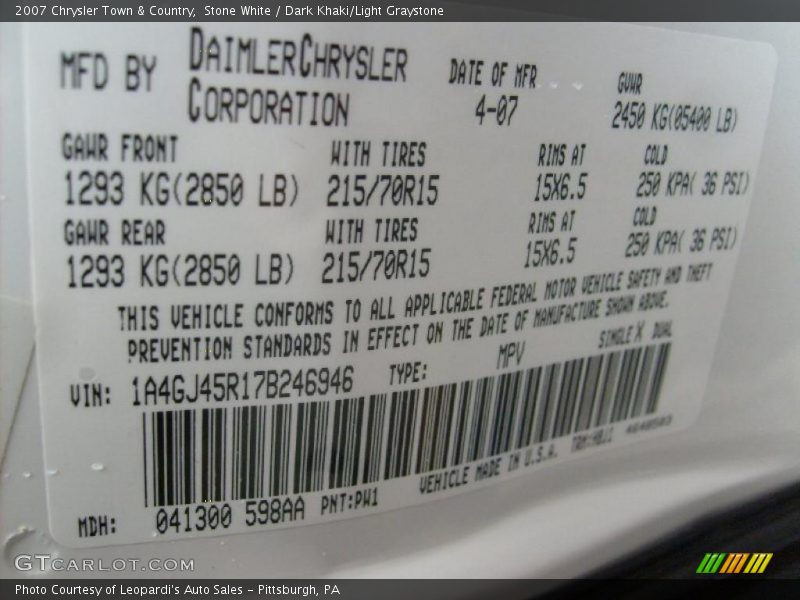 2007 Chrysler Town & Country,  Stone White / Dark Khaki/Light Graystone
MFD BY DAIMLERCHRYSLER CORPORATION DATE OF MFR 4-07 GVWR 2450 KG(05400 LB)
GAWR FRONT WITH TIRES RIMS AT COLD
1293 KG(2850 LB) 215/70R15 15X6.5 250 KPA( 36 PSI)
GAWR REAR WITH TIRES RIMS AT COLD
1293 KG(2850 LB) 215/70R15 15X6.5 250 KPA( 36 PSI)
THIS VEHICLE CONFORMS TO ALL APPLICABLE FEDERAL MOTOR VEHICLE SAFETY AND THEFT
PREVENTION STANDARDS IN EFFECT ON THE DATE OF MANUFACTURE SHOWN ABOVE.
VIN: 1A4GJ45R17B246946 TYPE: MPV SINGLE X DUAL
VEHICLE MADE IN U.S.A.
MDH: 041300 598AA PNT:PW1
GTCARLOT.COM
Photo Courtesy of Leopardi's Auto Sales - Pittsburgh, PA